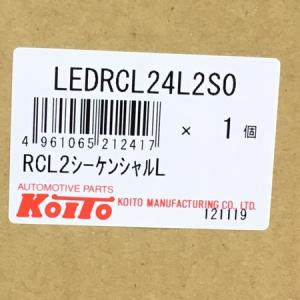 LEDRCL24L2SO
4 961065 212417
× 1 個
RCL2シーケンシャルL
AUTOMOTIVE PARTS
KOITO KOITO MANUFACTURING CO., LTD.
121119